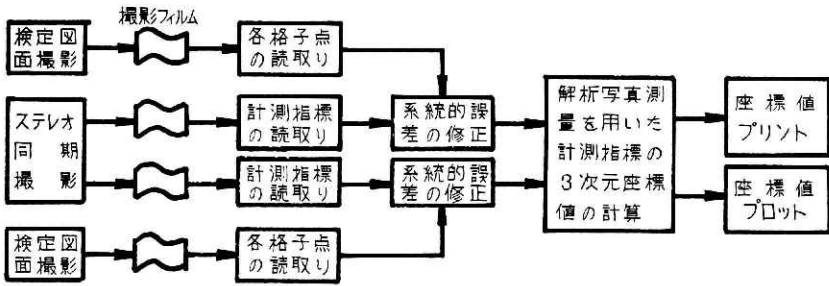 撮影フィルム
検定図
面撮影
各格子点
の読取り
ステレオ
同期
撮影
計測指標
の読取り
系統的誤
差の修正
計測指標
の読取り
系統的誤
差の修正
検定図
面撮影
各格子点
の読取り
解析写真測
量を用いた
計測指標の
3次元座標
値の計算
座標値
プリント
座標値
プロット